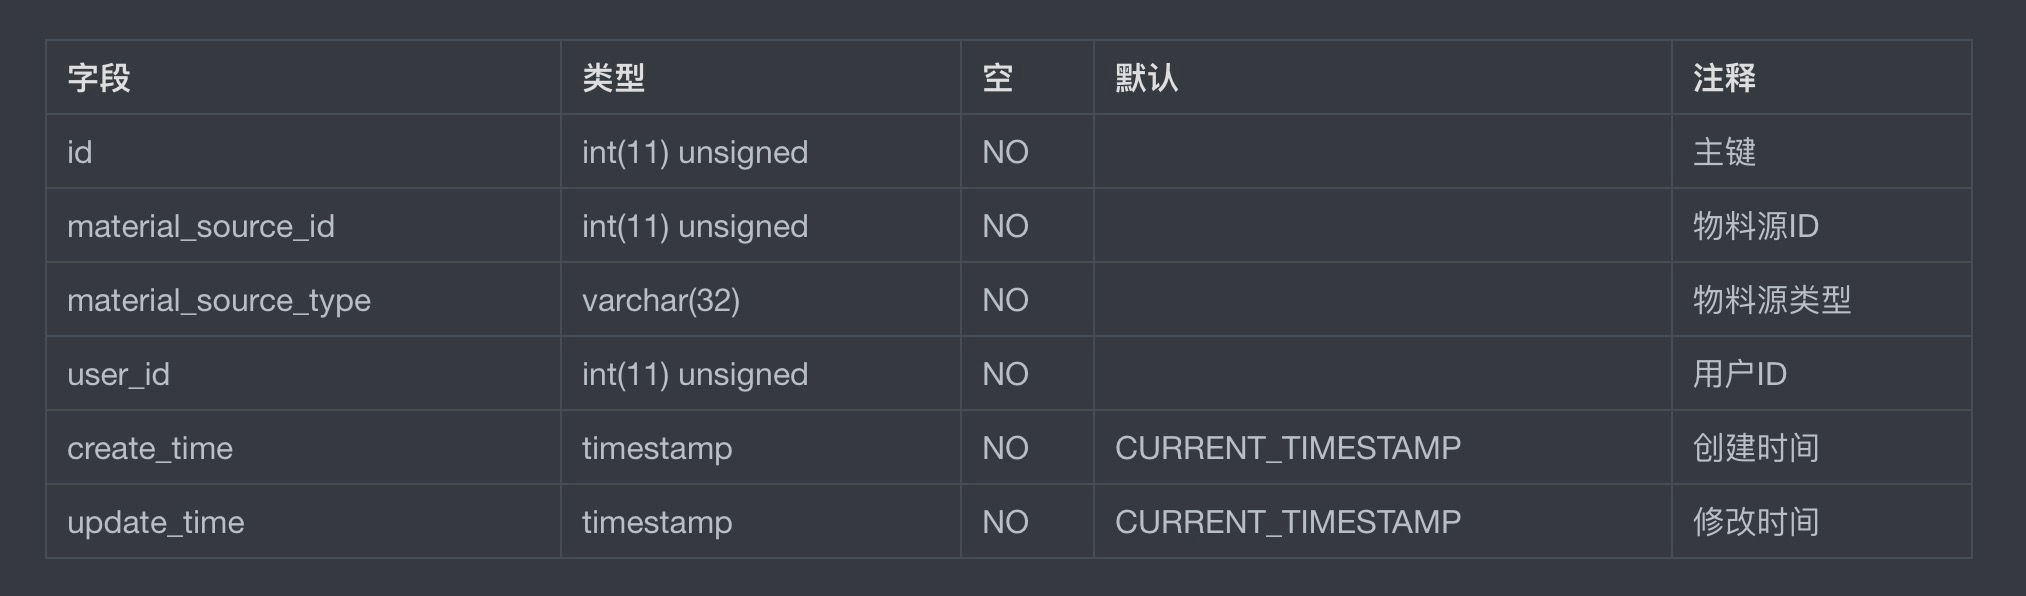 字段 类型 空 默认 注释
id int(11) unsigned NO 主键
material_source_id int(11) unsigned NO 物料源ID
material_source_type varchar(32) NO 物料源类型
user_id int(11) unsigned NO 用户ID
create_time timestamp NO CURRENT_TIMESTAMP 创建时间
update_time timestamp NO CURRENT_TIMESTAMP 修改时间